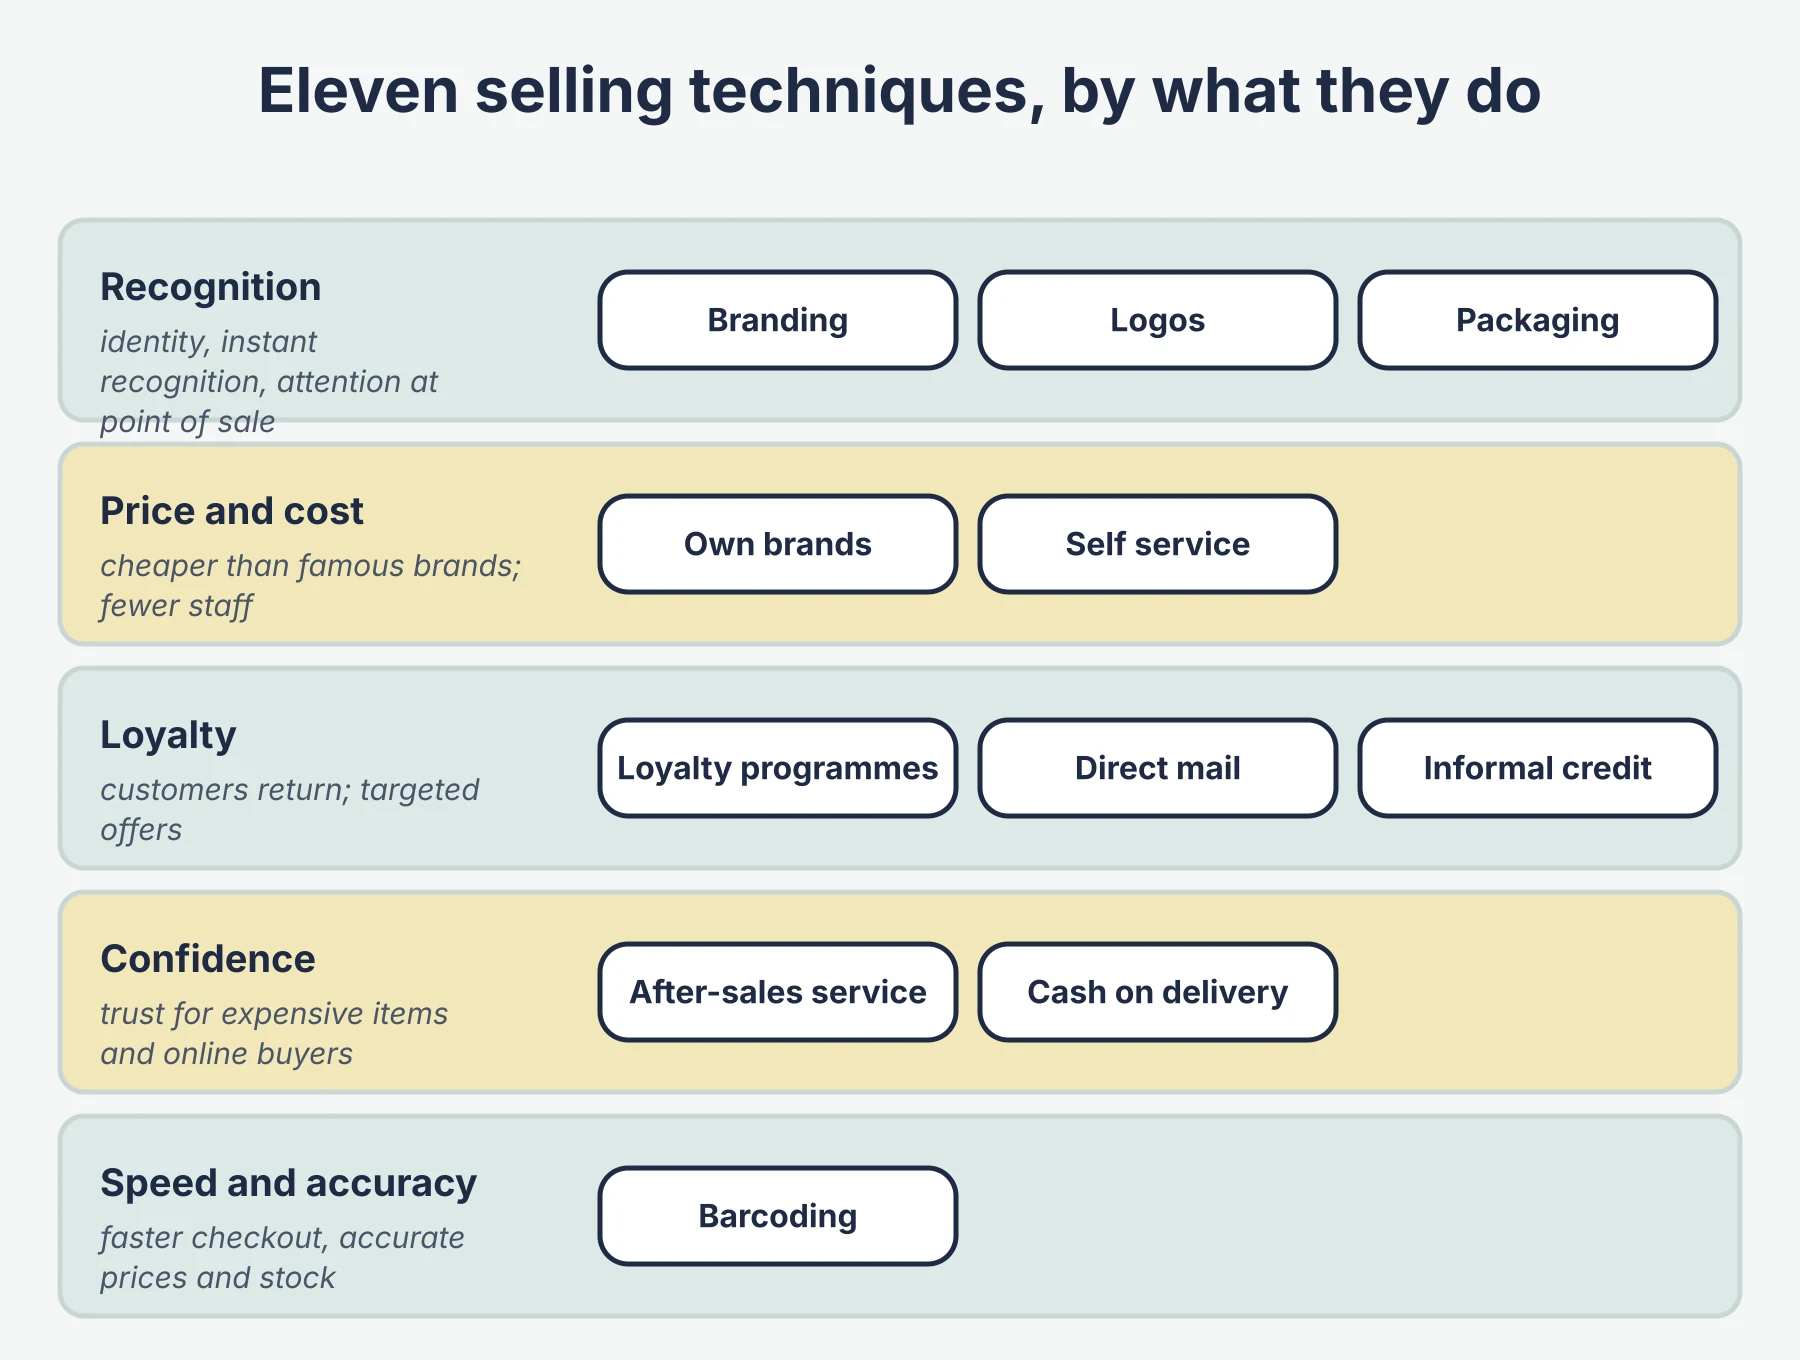 Eleven selling techniques, by what they do
Recognition
identity, instant
recognition, attention at
point of sale
Branding
Logos
Packaging
Price and cost
cheaper than famous brands;
fewer staff
Own brands
Self service
Loyalty
customers return; targeted
offers
Loyalty programmes
Direct mail
Informal credit
Confidence
trust for expensive items
and online buyers
After-sales service
Cash on delivery
Speed and accuracy
faster checkout, accurate
prices and stock
Barcoding